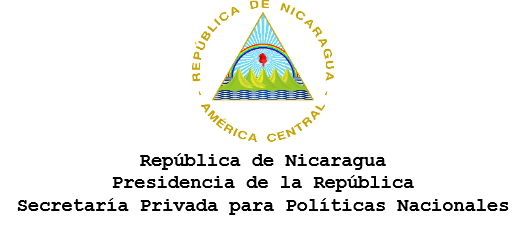 REPÚBLICA DE NICARAGUA
- AMÉRICA CENTRAL -
República de Nicaragua
Presidencia de la República
Secretaría Privada para Políticas Nacionales